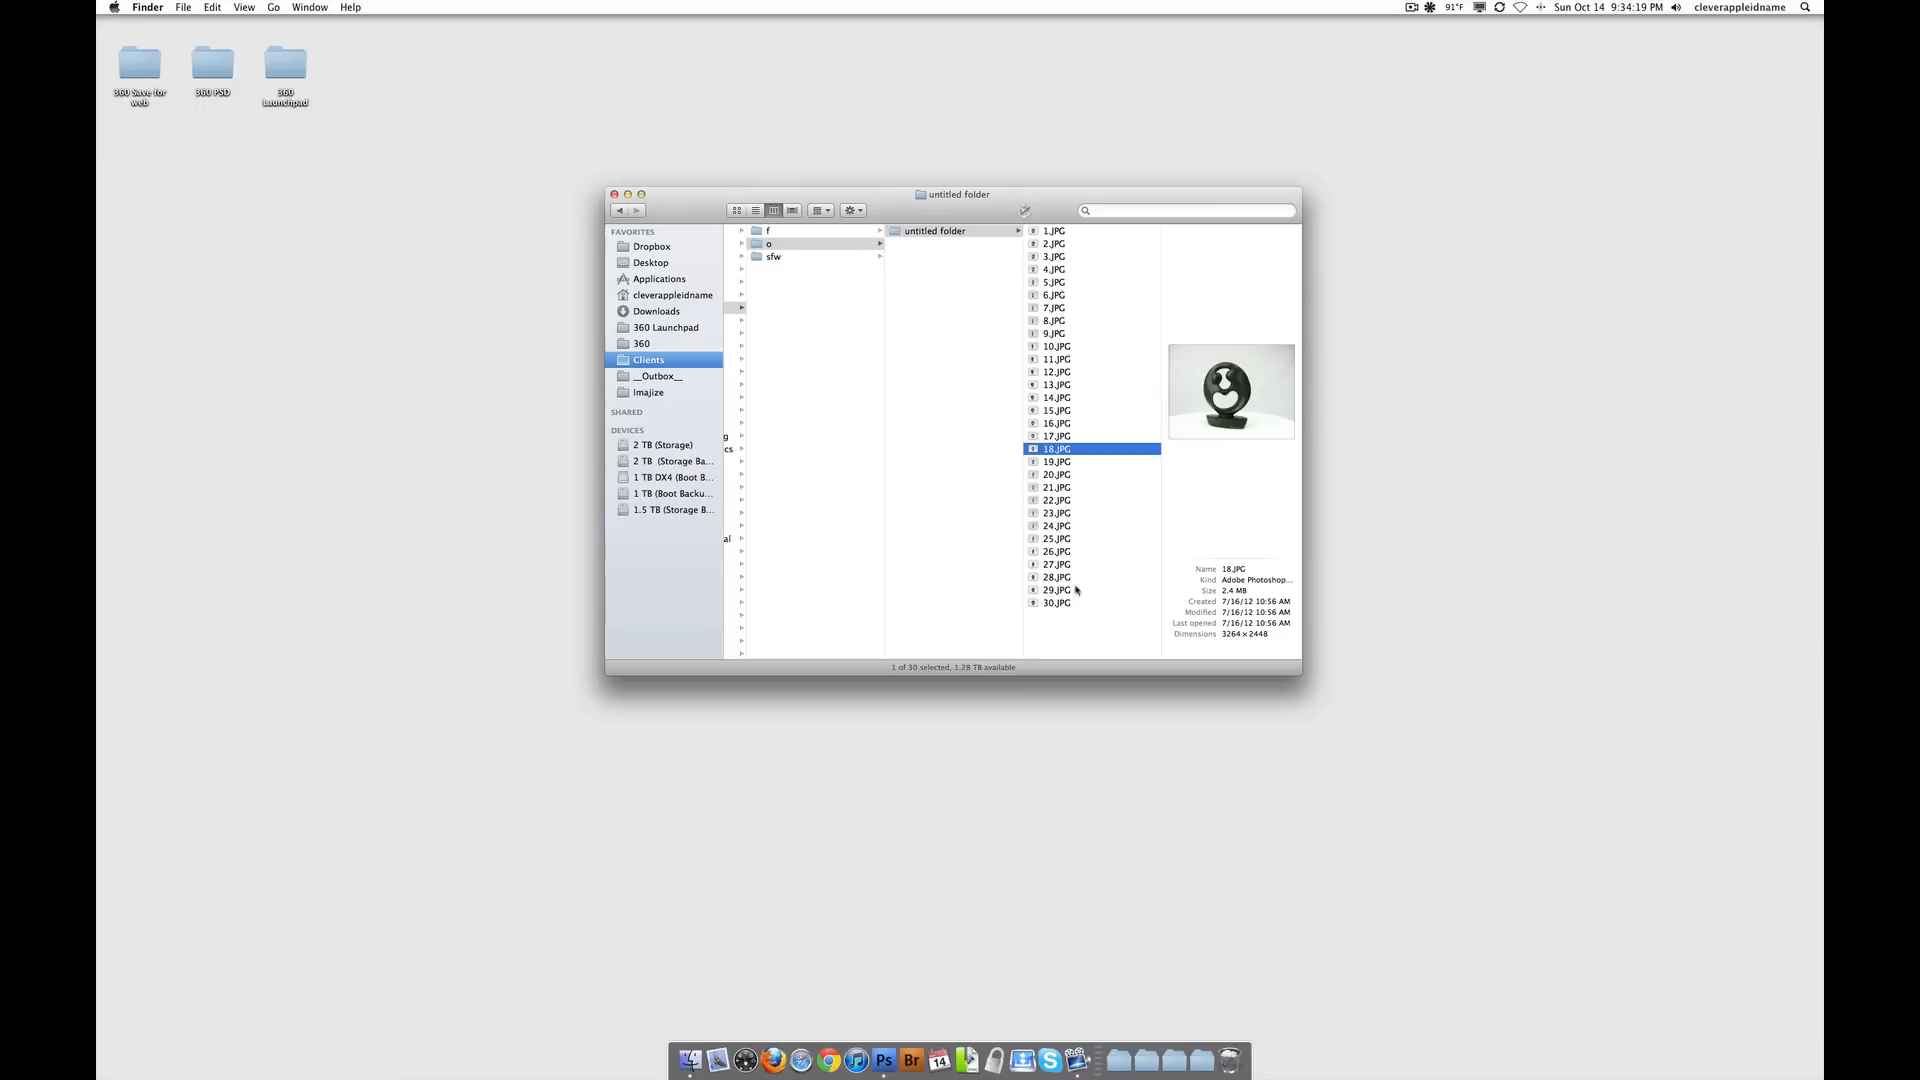 Finder File Edit View Go Window Help
91°F Sun Oct 14 9:34:19 PM cleverappleidname
360 Save for
web
360 PSD
360
Launchpad
untitled folder
FAVORITES
Dropbox
Desktop
Applications
cleverappleidname
Downloads
360 Launchpad
360
Clients
__Outbox__
Imajize
SHARED
DEVICES
2 TB (Storage)
2 TB (Storage Ba...
1 TB DX4 (Boot B...
1 TB (Boot Backu...
1.5 TB (Storage B...
g
cs
al
f
o
sfw
untitled folder
1.JPG
2.JPG
3.JPG
4.JPG
5.JPG
6.JPG
7.JPG
8.JPG
9.JPG
10.JPG
11.JPG
12.JPG
13.JPG
14.JPG
15.JPG
16.JPG
17.JPG
18.JPG
19.JPG
20.JPG
21.JPG
22.JPG
23.JPG
24.JPG
25.JPG
26.JPG
27.JPG
28.JPG
29.JPG
30.JPG
Name 18.JPG
Kind Adobe Photoshop...
Size 2.4 MB
Created 7/16/12 10:56 AM
Modified 7/16/12 10:56 AM
Last opened 7/16/12 10:56 AM
Dimensions 3264 × 2448
1 of 30 selected, 1.28 TB available
Ps Br 14